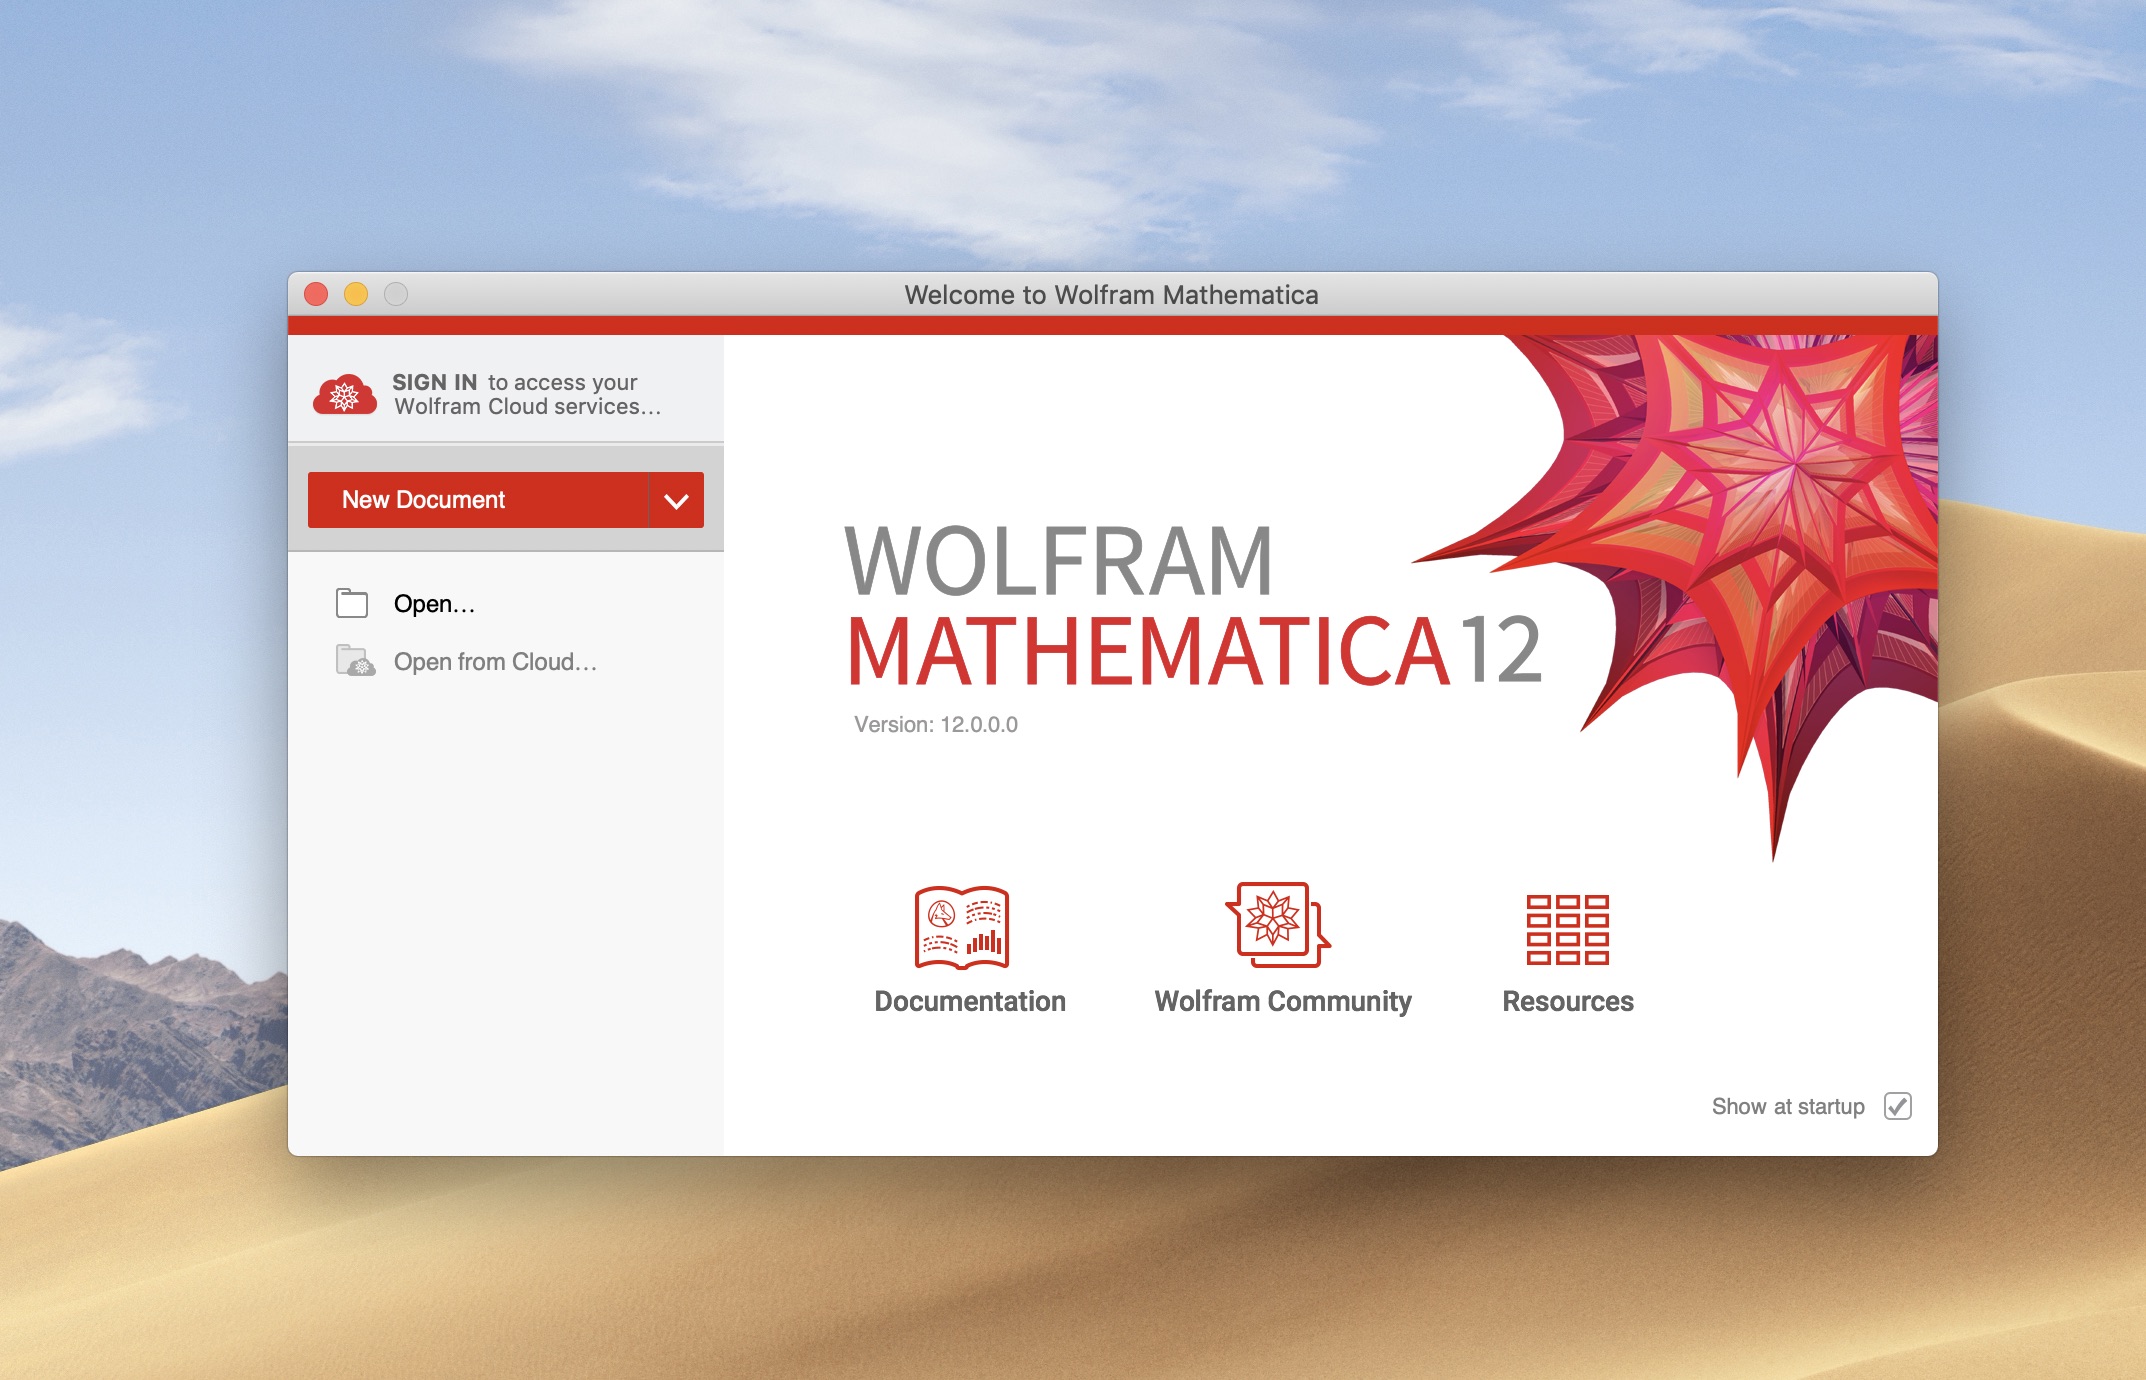 Welcome to Wolfram Mathematica
SIGN IN to access your
Wolfram Cloud services...
New Document
Open...
Open from Cloud...
WOLFRAM
MATHEMATICA 12
Version: 12.0.0.0
Documentation
Wolfram Community
Resources
Show at startup